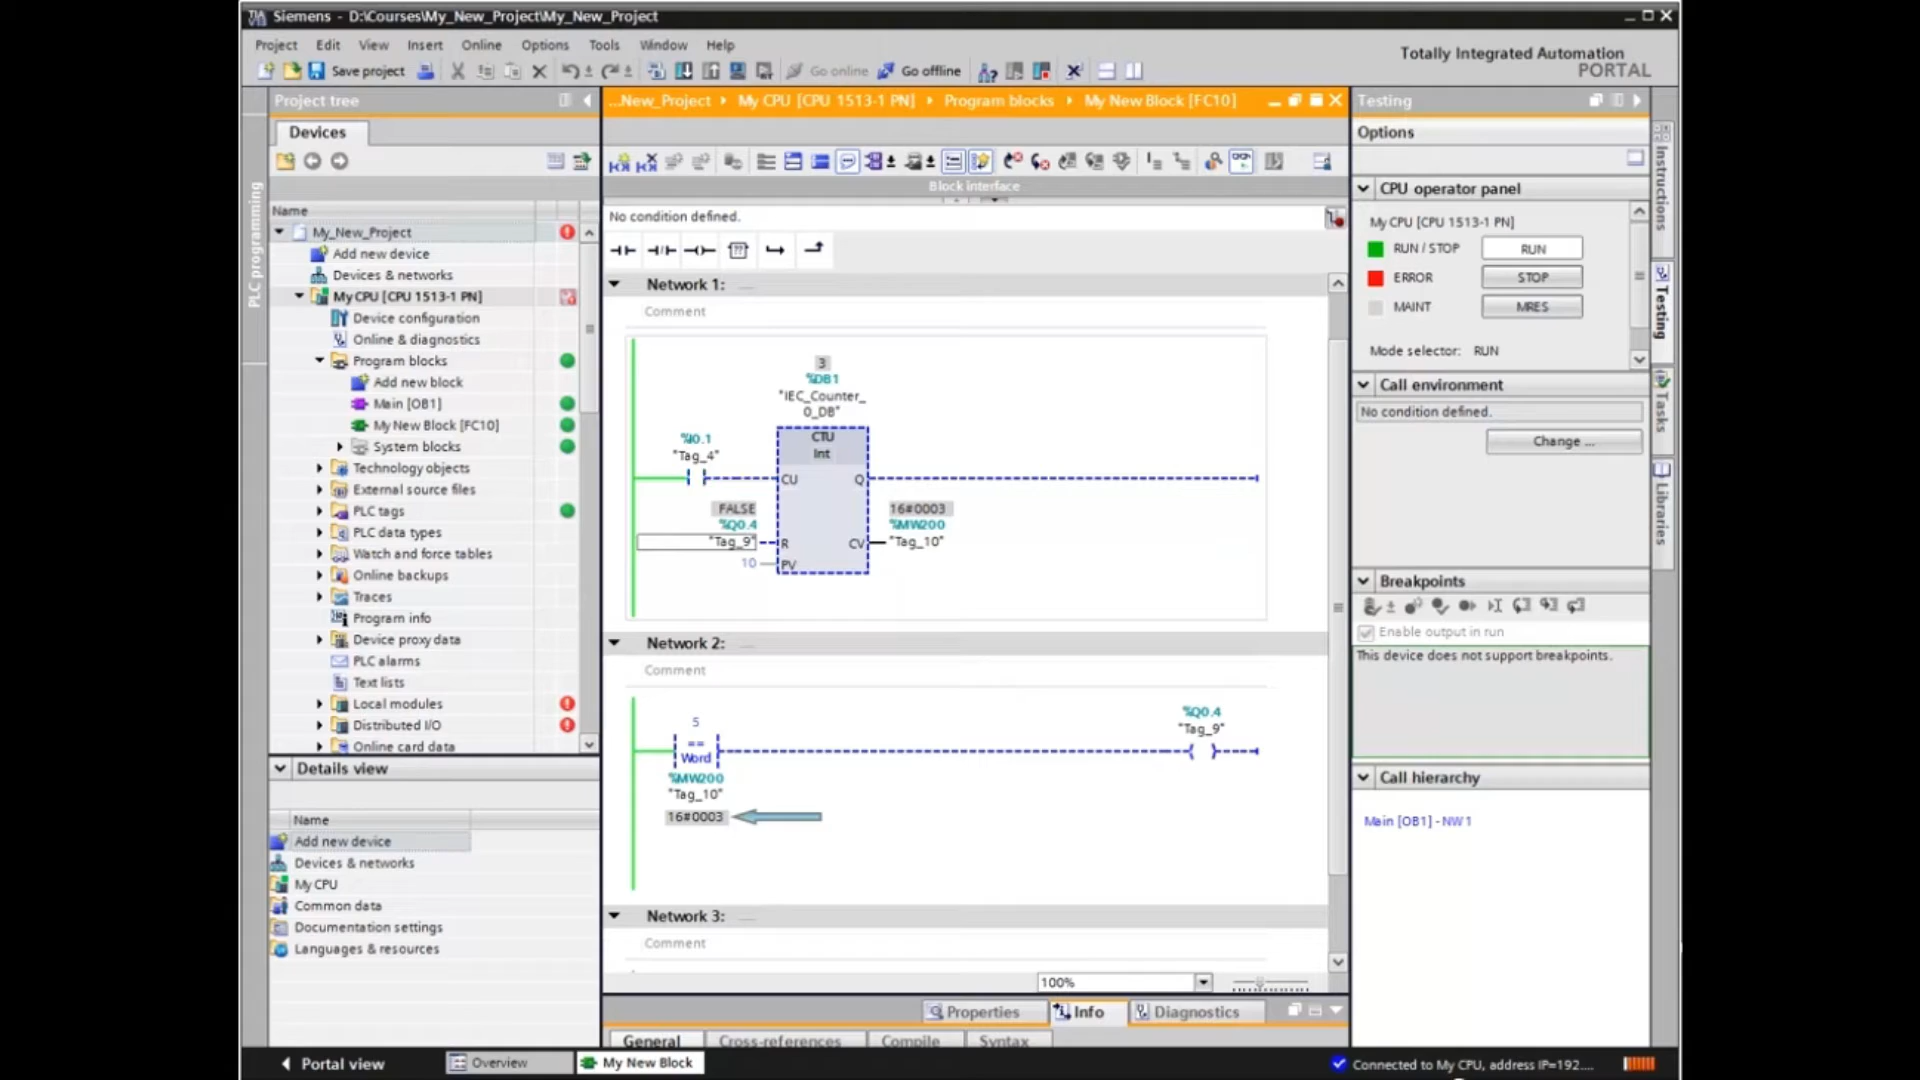 Siemens - D:\Courses\My_New_Project\My_New_Project
Project Edit View Insert Online Options Tools Window Help
Totally Integrated Automation
PORTAL
Save project
Go online
Go offline
Project tree
Devices
PLC programming
Name
My_New_Project
Add new device
Devices & networks
My CPU [CPU 1513-1 PN]
Device configuration
Online & diagnostics
Program blocks
Add new block
Main [OB1]
My New Block [FC10]
System blocks
Technology objects
External source files
PLC tags
PLC data types
Watch and force tables
Online backups
Traces
Program info
Device proxy data
PLC alarms
Text lists
Local modules
Distributed I/O
Online card data
Details view
Name
Add new device
Devices & networks
My CPU
Common data
Documentation settings
Languages & resources
...New_Project My CPU [CPU 1513-1 PN] Program blocks My New Block [FC10]
Block interface
No condition defined.
Network 1:
Comment
3
%DB1
"IEC_Counter_
0_DB"
CTU
Int
%I0.1
"Tag_4"
CU
Q
FALSE
%Q0.4
"Tag_9"
R
10
PV
CV
16#0003
%MW200
"Tag_10"
Network 2:
Comment
5
==
Word
%MW200
"Tag_10"
16#0003
%Q0.4
"Tag_9"
Network 3:
Comment
100%
Properties
Info
Diagnostics
General
Cross-references
Compile
Syntax
Testing
Options
CPU operator panel
My CPU [CPU 1513-1 PN]
RUN / STOP
RUN
ERROR
STOP
MAINT
MRES
Mode selector: RUN
Call environment
No condition defined.
Change ...
Breakpoints
Enable output in run
This device does not support breakpoints.
Call hierarchy
Main [OB1] - NW1
Instructions
Testing
Tasks
Libraries
Portal view
Overview
My New Block
Connected to My CPU, address IP=192....